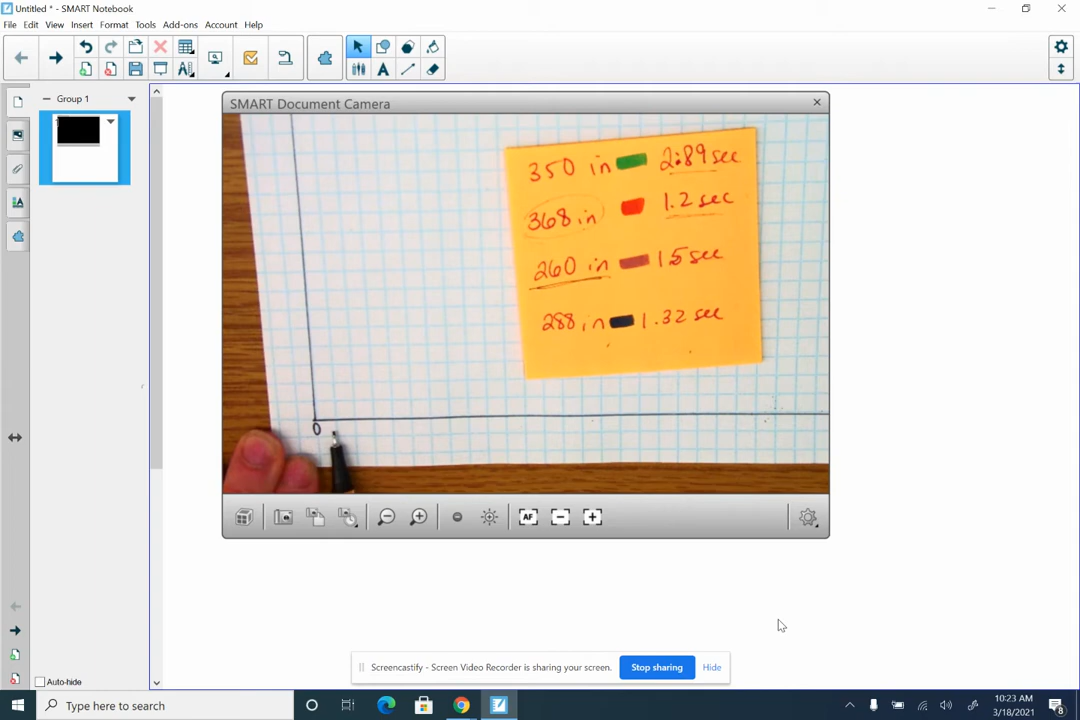 Untitled * - SMART Notebook
File Edit View Insert Format Tools Add-ons Account Help
Group 1
SMART Document Camera
350 in 2.89 sec
368 in 1.2 sec
260 in 1.5 sec
288 in 1.32 sec
0
AF
Auto-hide
Screencastify - Screen Video Recorder is sharing your screen. Stop sharing Hide
Type here to search
10:23 AM
3/18/2021
8